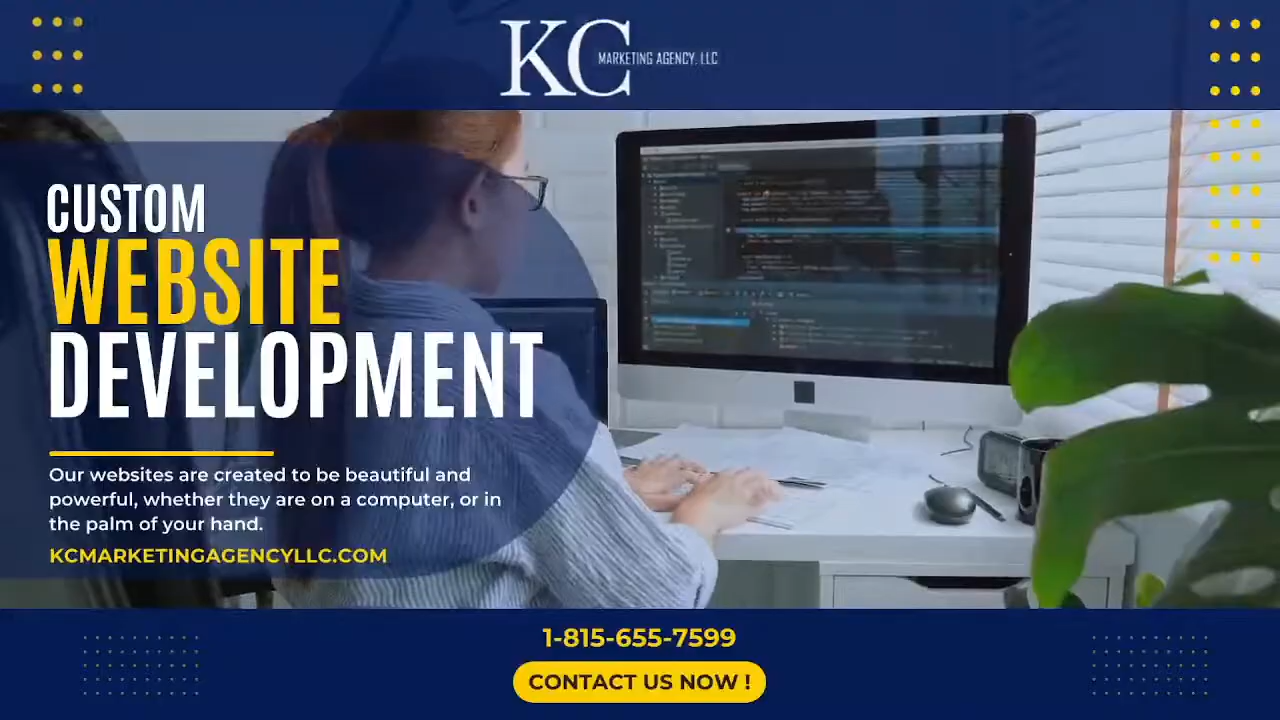 KC
MARKETING AGENCY, LLC
CUSTOM
WEBSITE
DEVELOPMENT
Our websites are created to be beautiful and
powerful, whether they are on a computer, or in
the palm of your hand.
KCMARKETINGAGENCYLLC.COM
1-815-655-7599
CONTACT US NOW !